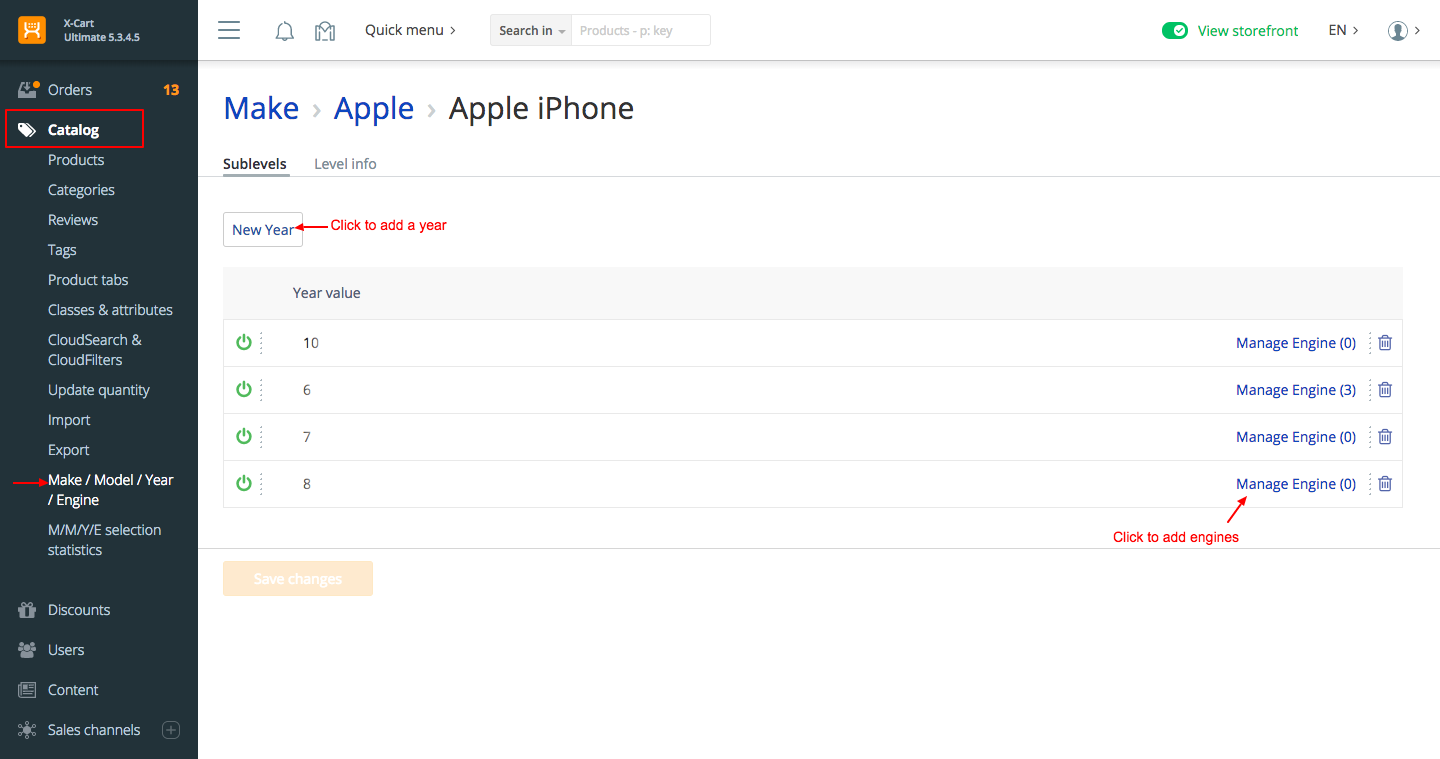 X-Cart
Ultimate 5.3.4.5
Quick menu
Search in
Products - p: key
View storefront
EN
Orders 13
Catalog
Products
Categories
Reviews
Tags
Product tabs
Classes & attributes
CloudSearch &
CloudFilters
Update quantity
Import
Export
Make / Model / Year
/ Engine
M/M/Y/E selection
statistics
Discounts
Users
Content
Sales channels
Make › Apple › Apple iPhone
Sublevels Level info
New Year Click to add a year
Year value
10 Manage Engine (0)
6 Manage Engine (3)
7 Manage Engine (0)
8 Manage Engine (0)
Click to add engines
Save changes